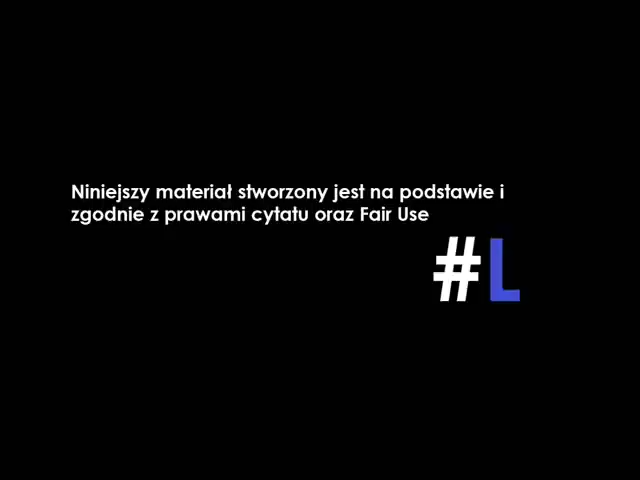 Niniejszy materiał stworzony jest na podstawie i
zgodnie z prawami cytatu oraz Fair Use
#L